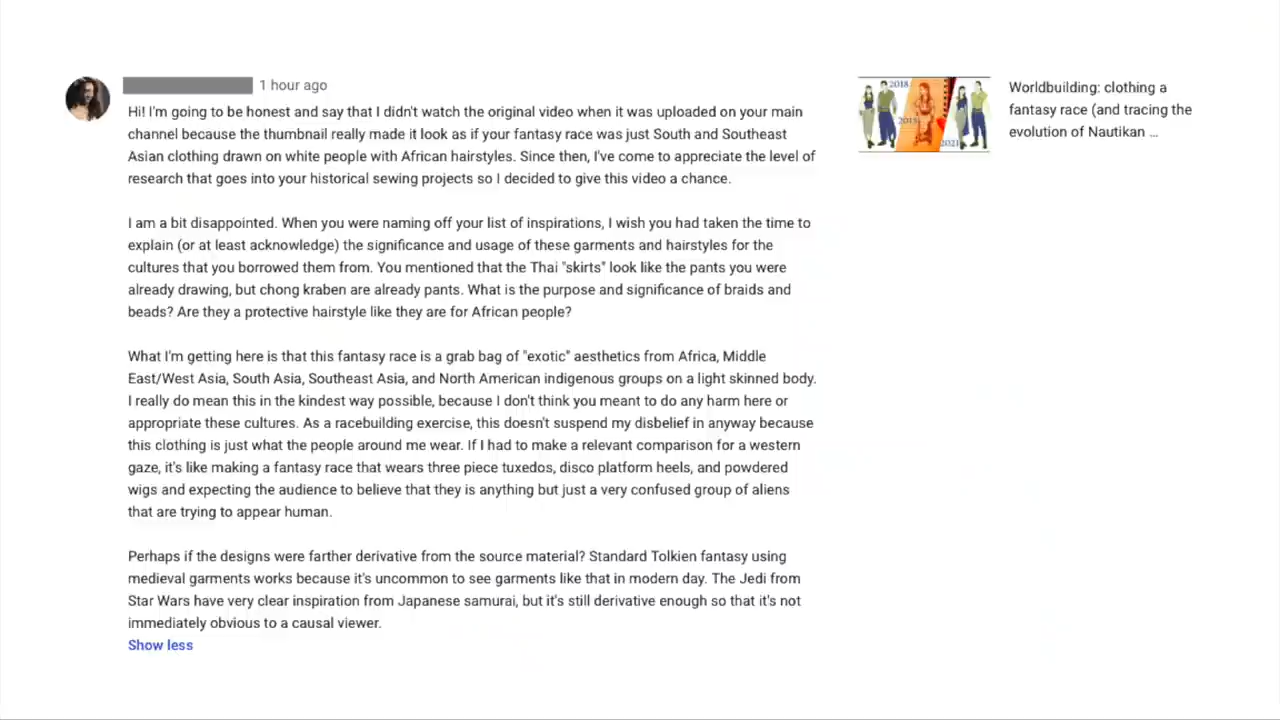 1 hour ago
Hi! I'm going to be honest and say that I didn't watch the original video when it was uploaded on your main
channel because the thumbnail really made it look as if your fantasy race was just South and Southeast
Asian clothing drawn on white people with African hairstyles. Since then, I've come to appreciate the level of
research that goes into your historical sewing projects so I decided to give this video a chance.
I am a bit disappointed. When you were naming off your list of inspirations, I wish you had taken the time to
explain (or at least acknowledge) the significance and usage of these garments and hairstyles for the
cultures that you borrowed them from. You mentioned that the Thai "skirts" look like the pants you were
already drawing, but chong kraben are already pants. What is the purpose and significance of braids and
beads? Are they a protective hairstyle like they are for African people?
What I'm getting here is that this fantasy race is a grab bag of "exotic" aesthetics from Africa, Middle
East/West Asia, South Asia, Southeast Asia, and North American indigenous groups on a light skinned body.
I really do mean this in the kindest way possible, because I don't think you meant to do any harm here or
appropriate these cultures. As a racebuilding exercise, this doesn't suspend my disbelief in anyway because
this clothing is just what the people around me wear. If I had to make a relevant comparison for a western
gaze, it's like making a fantasy race that wears three piece tuxedos, disco platform heels, and powdered
wigs and expecting the audience to believe that they is anything but just a very confused group of aliens
that are trying to appear human.
Perhaps if the designs were farther derivative from the source material? Standard Tolkien fantasy using
medieval garments works because it's uncommon to see garments like that in modern day. The Jedi from
Star Wars have very clear inspiration from Japanese samurai, but it's still derivative enough so that it's not
immediately obvious to a causal viewer.
Show less
2018
2015
2021
Worldbuilding: clothing a
fantasy race (and tracing the
evolution of Nautikan ...